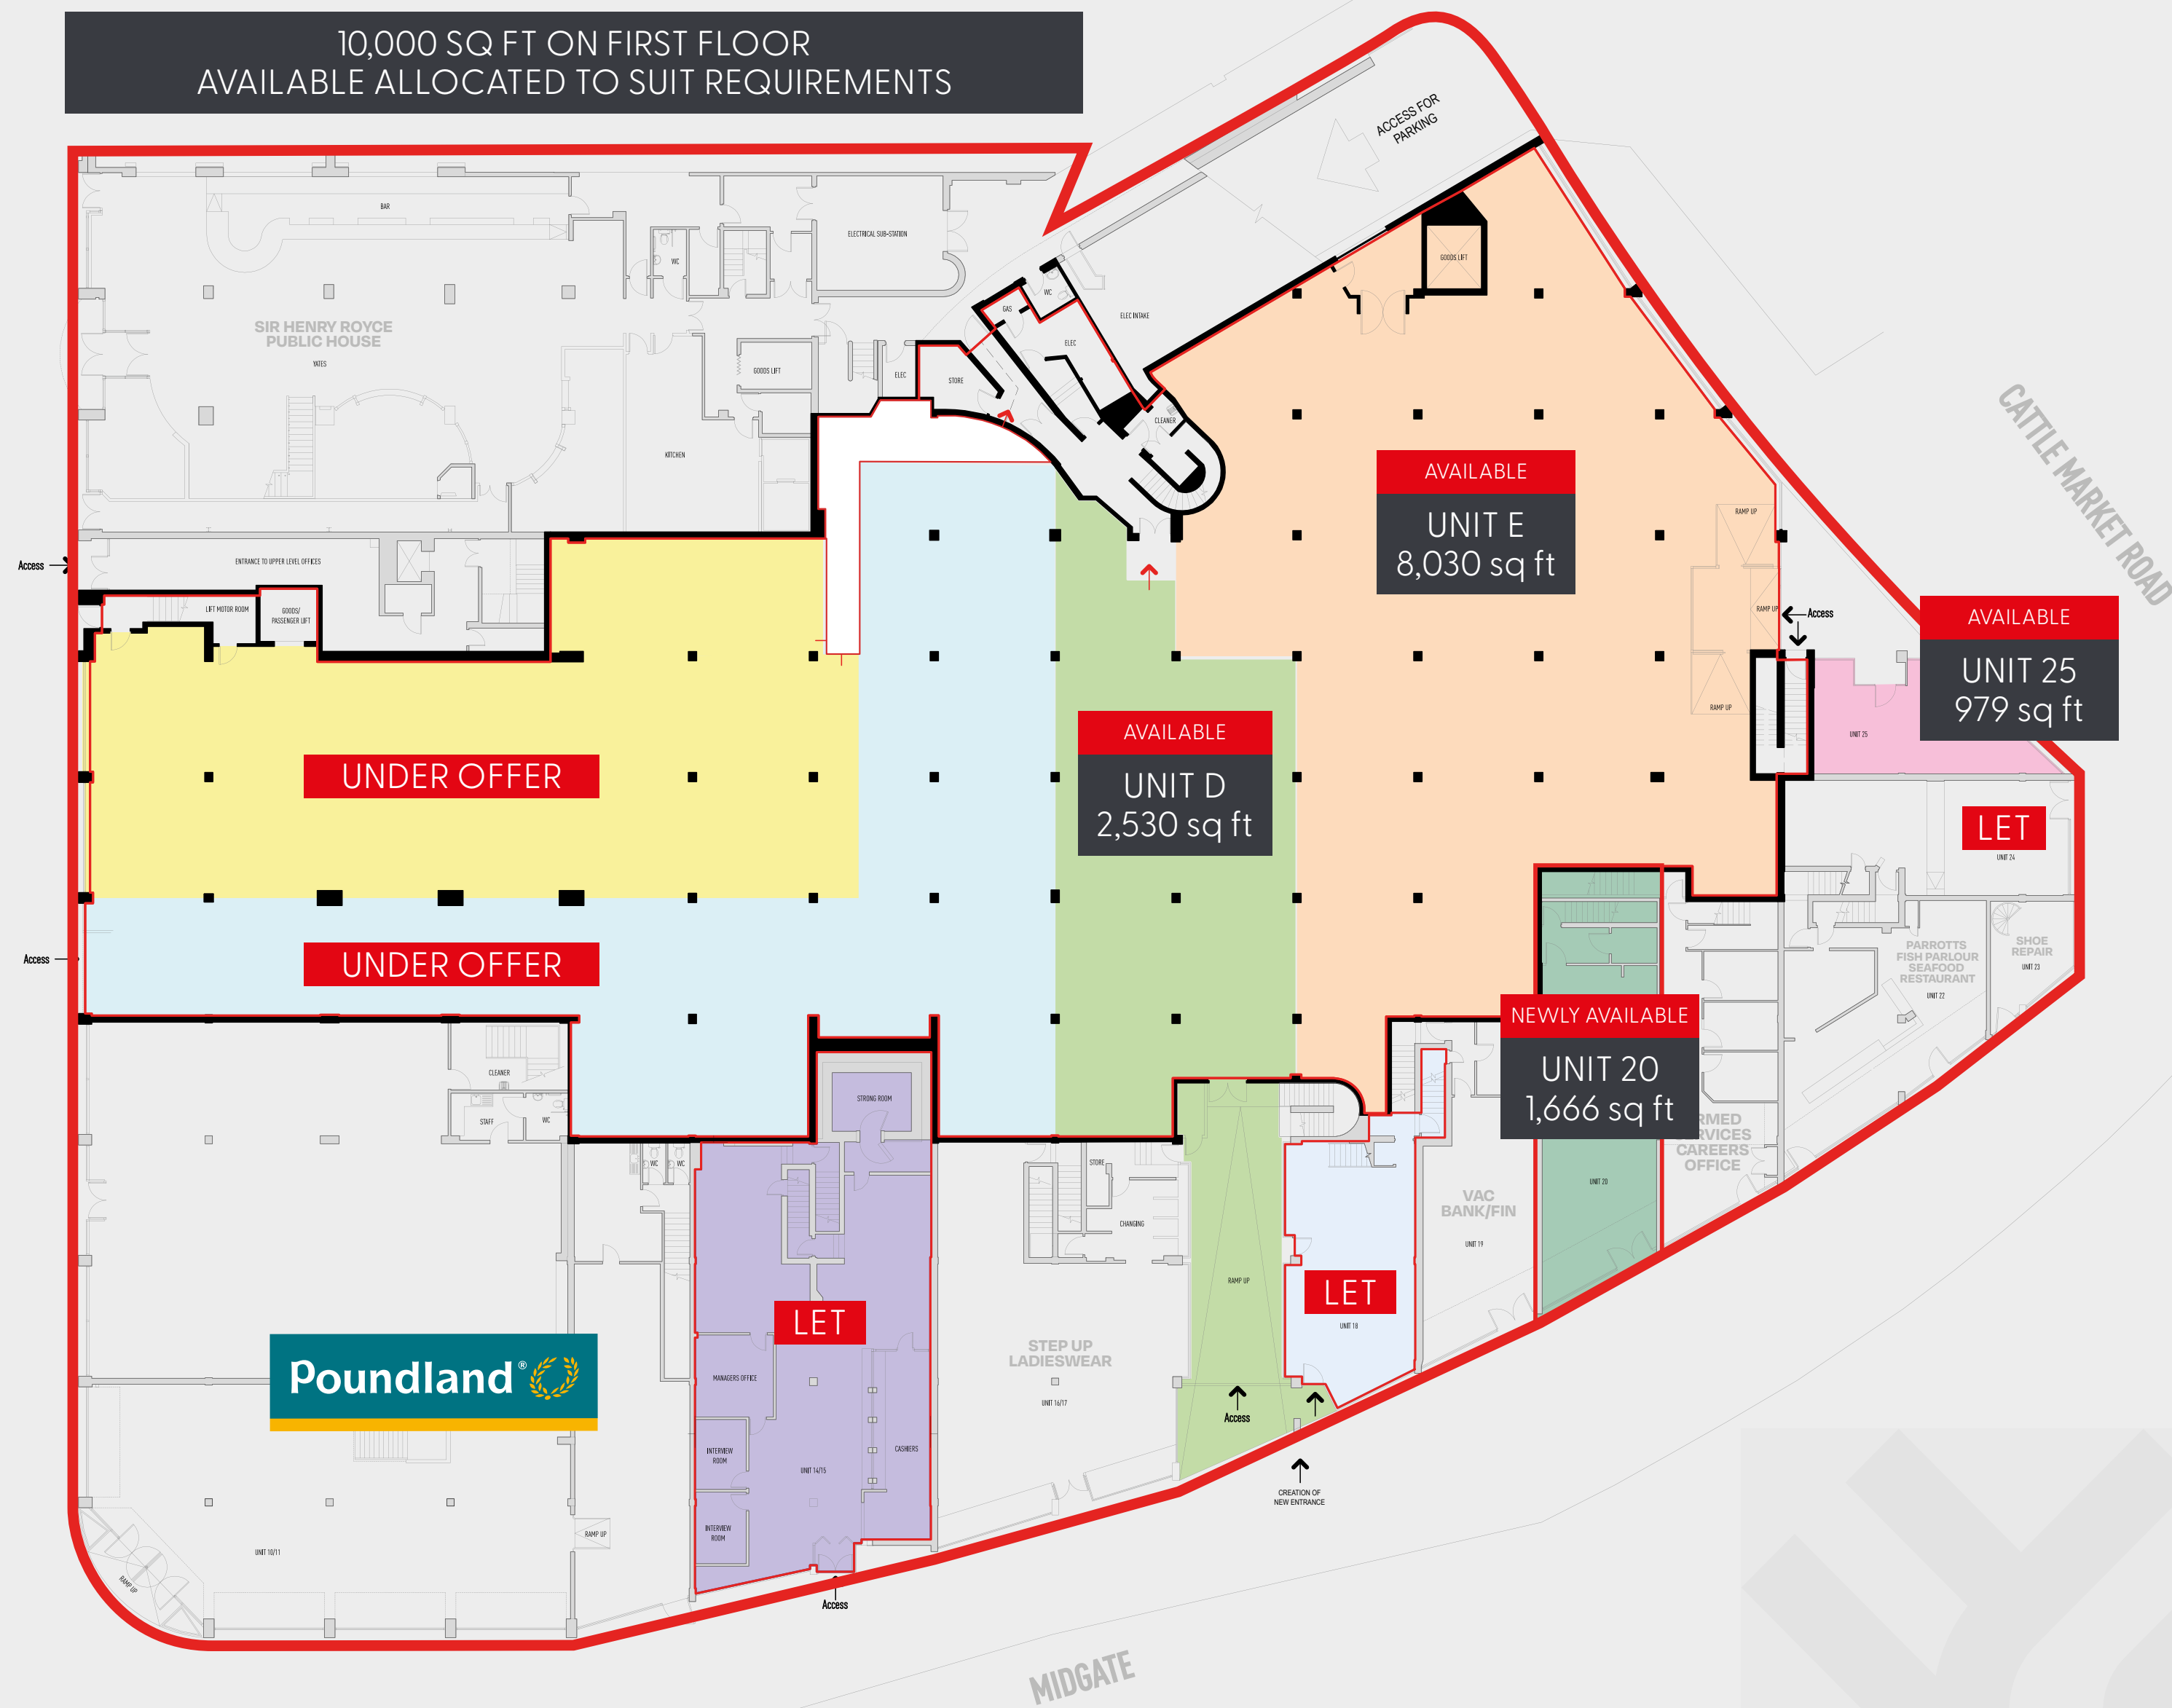 10,000 SQ FT ON FIRST FLOOR
AVAILABLE ALLOCATED TO SUIT REQUIREMENTS
ACCESS FOR
PARKING
BAR
ELECTRICAL SUB-STATION
WC
GOODS LIFT
WC
GAS
ELEC INTAKE
SIR HENRY ROYCE
PUBLIC HOUSE
YATES
ELEC
GOODS LIFT
ELEC
STORE
CLEANER
KITCHEN
CATTLE MARKET ROAD
AVAILABLE
UNIT E
8,030 sq ft
RAMP UP
Access
ENTRANCE TO UPPER LEVEL OFFICES
LIFT MOTOR ROOM
GOODS/
PASSENGER LIFT
RAMP UP
Access
AVAILABLE
UNIT 25
979 sq ft
RAMP UP
UNIT 25
AVAILABLE
UNIT D
2,530 sq ft
UNDER OFFER
LET
UNIT 24
UNDER OFFER
Access
PARROTTS
FISH PARLOUR
SEAFOOD
RESTAURANT
UNIT 22
SHOE
REPAIR
UNIT 23
NEWLY AVAILABLE
UNIT 20
1,666 sq ft
CLEANER
STAFF
WC
STRONG ROOM
RMED
RVICES
CAREERS
OFFICE
WC
WC
STORE
CHANGING
UNIT 20
VAC
BANK/FIN
UNIT 19
RAMP UP
LET
UNIT 18
LET
STEP UP
LADIESWEAR
UNIT 16/17
Poundland®
MANAGERS OFFICE
Access
INTERVIEW
ROOM
CASHIERS
UNIT 14/15
CREATION OF
NEW ENTRANCE
INTERVIEW
ROOM
RAMP UP
UNIT 10/11
RAMP UP
Access
MIDGATE